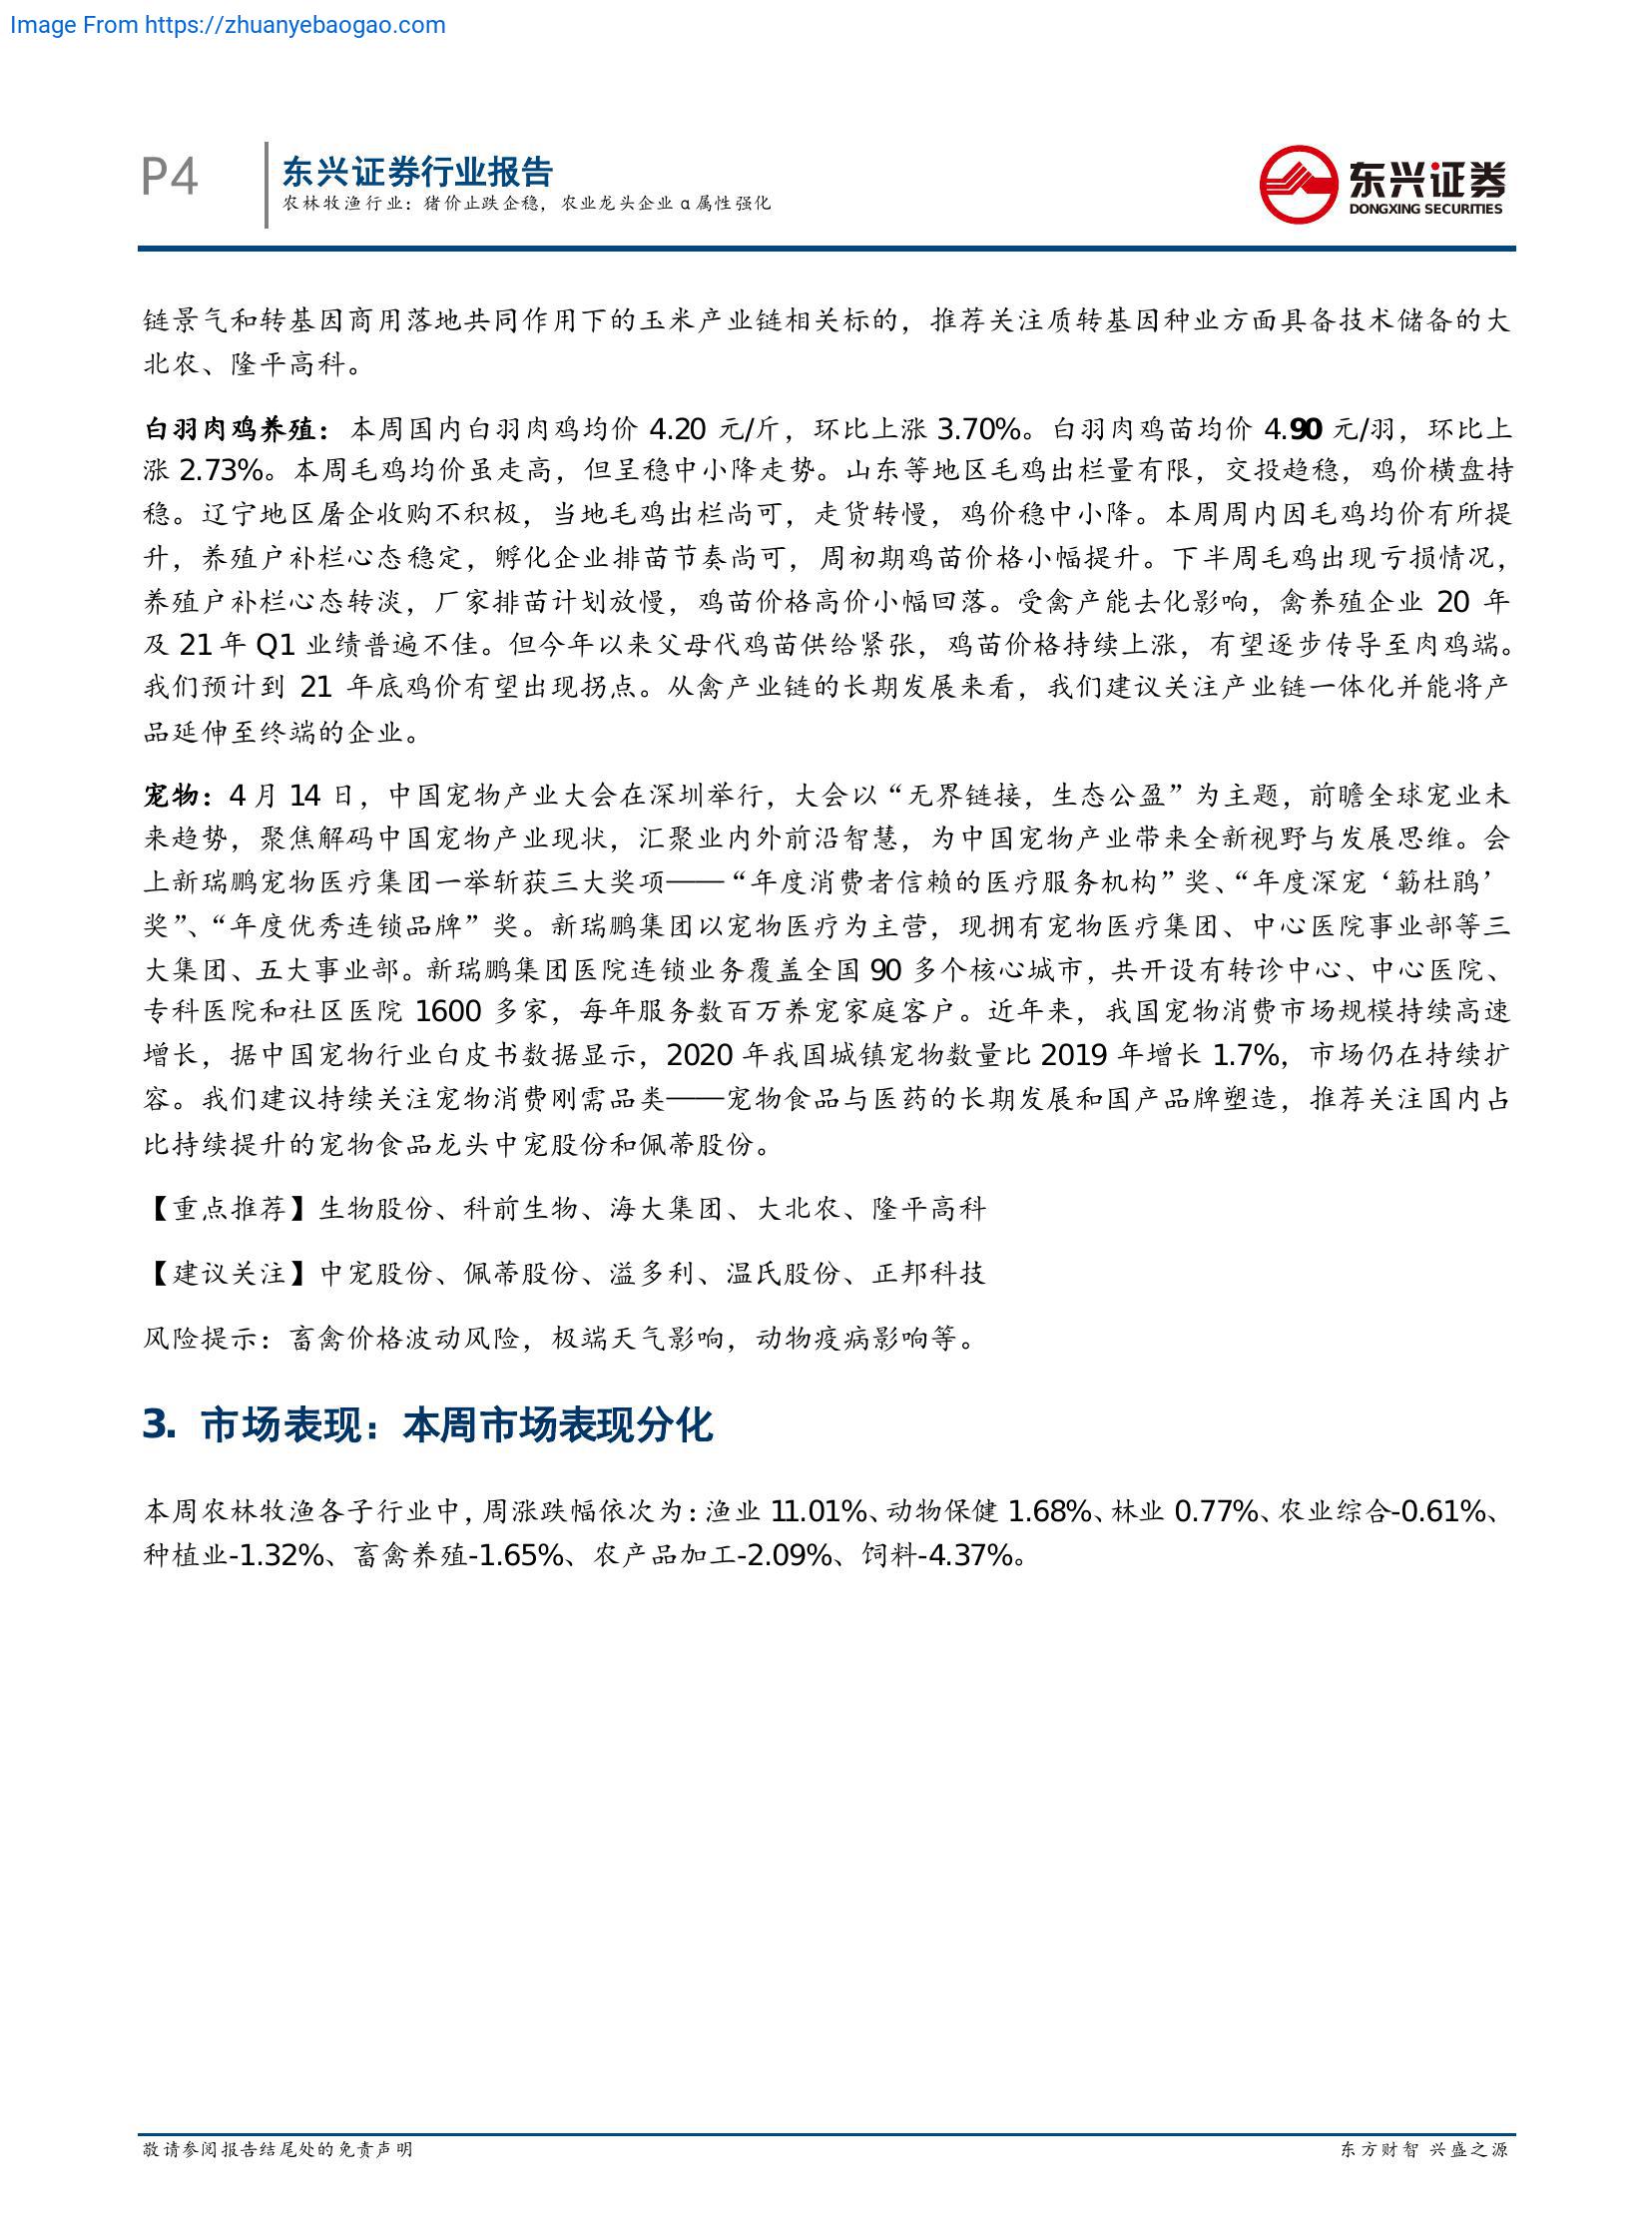 Image From https://zhuanyebaogao.com
P4
东兴证券行业报告
农林牧渔行业：猪价止跌企稳，农业龙头企业 α 属性强化
东兴证券
DONGXING SECURITIES
链景气和转基因商用落地共同作用下的玉米产业链相关标的，推荐关注质转基因种业方面具备技术储备的大
北农、隆平高科。
白羽肉鸡养殖：本周国内白羽肉鸡均价 4.20 元/斤，环比上涨 3.70%。白羽肉鸡苗均价 4.90 元/羽，环比上
涨 2.73%。本周毛鸡均价虽走高，但呈稳中小降走势。山东等地区毛鸡出栏量有限，交投趋稳，鸡价横盘持
稳。辽宁地区屠企收购不积极，当地毛鸡出栏尚可，走货转慢，鸡价稳中小降。本周周内因毛鸡均价有所提
升，养殖户补栏心态稳定，孵化企业排苗节奏尚可，周初期鸡苗价格小幅提升。下半周毛鸡出现亏损情况，
养殖户补栏心态转淡，厂家排苗计划放慢，鸡苗价格高价小幅回落。受禽产能去化影响，禽养殖企业 20 年
及 21 年 Q1 业绩普遍不佳。但今年以来父母代鸡苗供给紧张，鸡苗价格持续上涨，有望逐步传导至肉鸡端。
我们预计到 21 年底鸡价有望出现拐点。从禽产业链的长期发展来看，我们建议关注产业链一体化并能将产
品延伸至终端的企业。
宠物：4 月 14 日，中国宠物产业大会在深圳举行，大会以“无界链接，生态公盈”为主题，前瞻全球宠业未
来趋势，聚焦解码中国宠物产业现状，汇聚业内外前沿智慧，为中国宠物产业带来全新视野与发展思维。会
上新瑞鹏宠物医疗集团一举斩获三大奖项——“年度消费者信赖的医疗服务机构”奖、“年度深宠‘簕杜鹃’
奖”、“年度优秀连锁品牌”奖。新瑞鹏集团以宠物医疗为主营，现拥有宠物医疗集团、中心医院事业部等三
大集团、五大事业部。新瑞鹏集团医院连锁业务覆盖全国 90 多个核心城市，共开设有转诊中心、中心医院、
专科医院和社区医院 1600 多家，每年服务数百万养宠家庭客户。近年来，我国宠物消费市场规模持续高速
增长，据中国宠物行业白皮书数据显示，2020 年我国城镇宠物数量比 2019 年增长 1.7%，市场仍在持续扩
容。我们建议持续关注宠物消费刚需品类——宠物食品与医药的长期发展和国产品牌塑造，推荐关注国内占
比持续提升的宠物食品龙头中宠股份和佩蒂股份。
【重点推荐】生物股份、科前生物、海大集团、大北农、隆平高科
【建议关注】中宠股份、佩蒂股份、溢多利、温氏股份、正邦科技
风险提示：畜禽价格波动风险，极端天气影响，动物疫病影响等。
3. 市场表现：本周市场表现分化
本周农林牧渔各子行业中，周涨跌幅依次为：渔业 11.01%、动物保健 1.68%、林业 0.77%、农业综合-0.61%、
种植业-1.32%、畜禽养殖-1.65%、农产品加工-2.09%、饲料-4.37%。
敬请参阅报告结尾处的免责声明
东方财智 兴盛之源